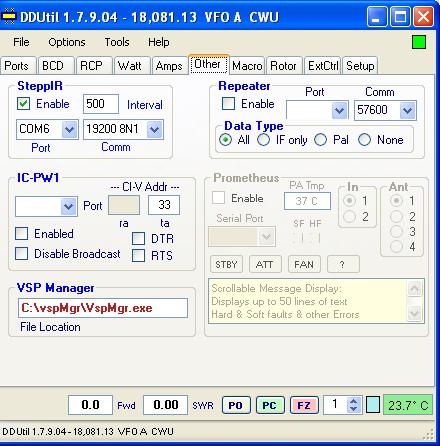 DDUtil 1.7.9.04 - 18,081.13 VFO A CWU
File Options Tools Help
Ports BCD RCP Watt Amps Other Macro Rotor ExtCtrl Setup
SteppIR
Enable 500 Interval
COM6 19200 8N1
Port Comm
Repeater
Enable Port Comm
57600
Data Type
All IF only Pal None
IC-PW1
--- CI-V Addr ---
Port 33
ra ta
Enabled DTR
Disable Broadcast RTS
Prometheus
Enable PA Tmp
37 C
Serial Port SF HF
In
1
2
Ant
1
2
3
4
STBY ATT FAN ?
Scrollable Message Display:
Displays up to 50 lines of text
Hard & Soft faults & other Errors
VSP Manager
C:\vspMgr\VspMgr.exe
File Location
0.0 Fwd 0.00 SWR PO PC FZ 1 23.7° C
DDUtil 1.7.9.04 - 18,081.13 VFO A CWU